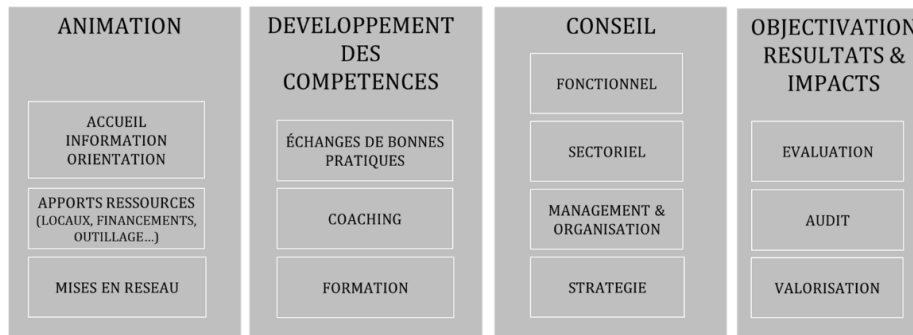 ANIMATION
ACCUEIL
INFORMATION
ORIENTATION
APPORTS RESSOURCES
(LOCAUX, FINANCEMENTS,
OUTILLAGE…)
MISES EN RESEAU
DEVELOPPEMENT
DES
COMPETENCES
ÉCHANGES DE BONNES
PRATIQUES
COACHING
FORMATION
CONSEIL
FONCTIONNEL
SECTORIEL
MANAGEMENT &
ORGANISATION
STRATEGIE
OBJECTIVATION
RESULTATS &
IMPACTS
EVALUATION
AUDIT
VALORISATION